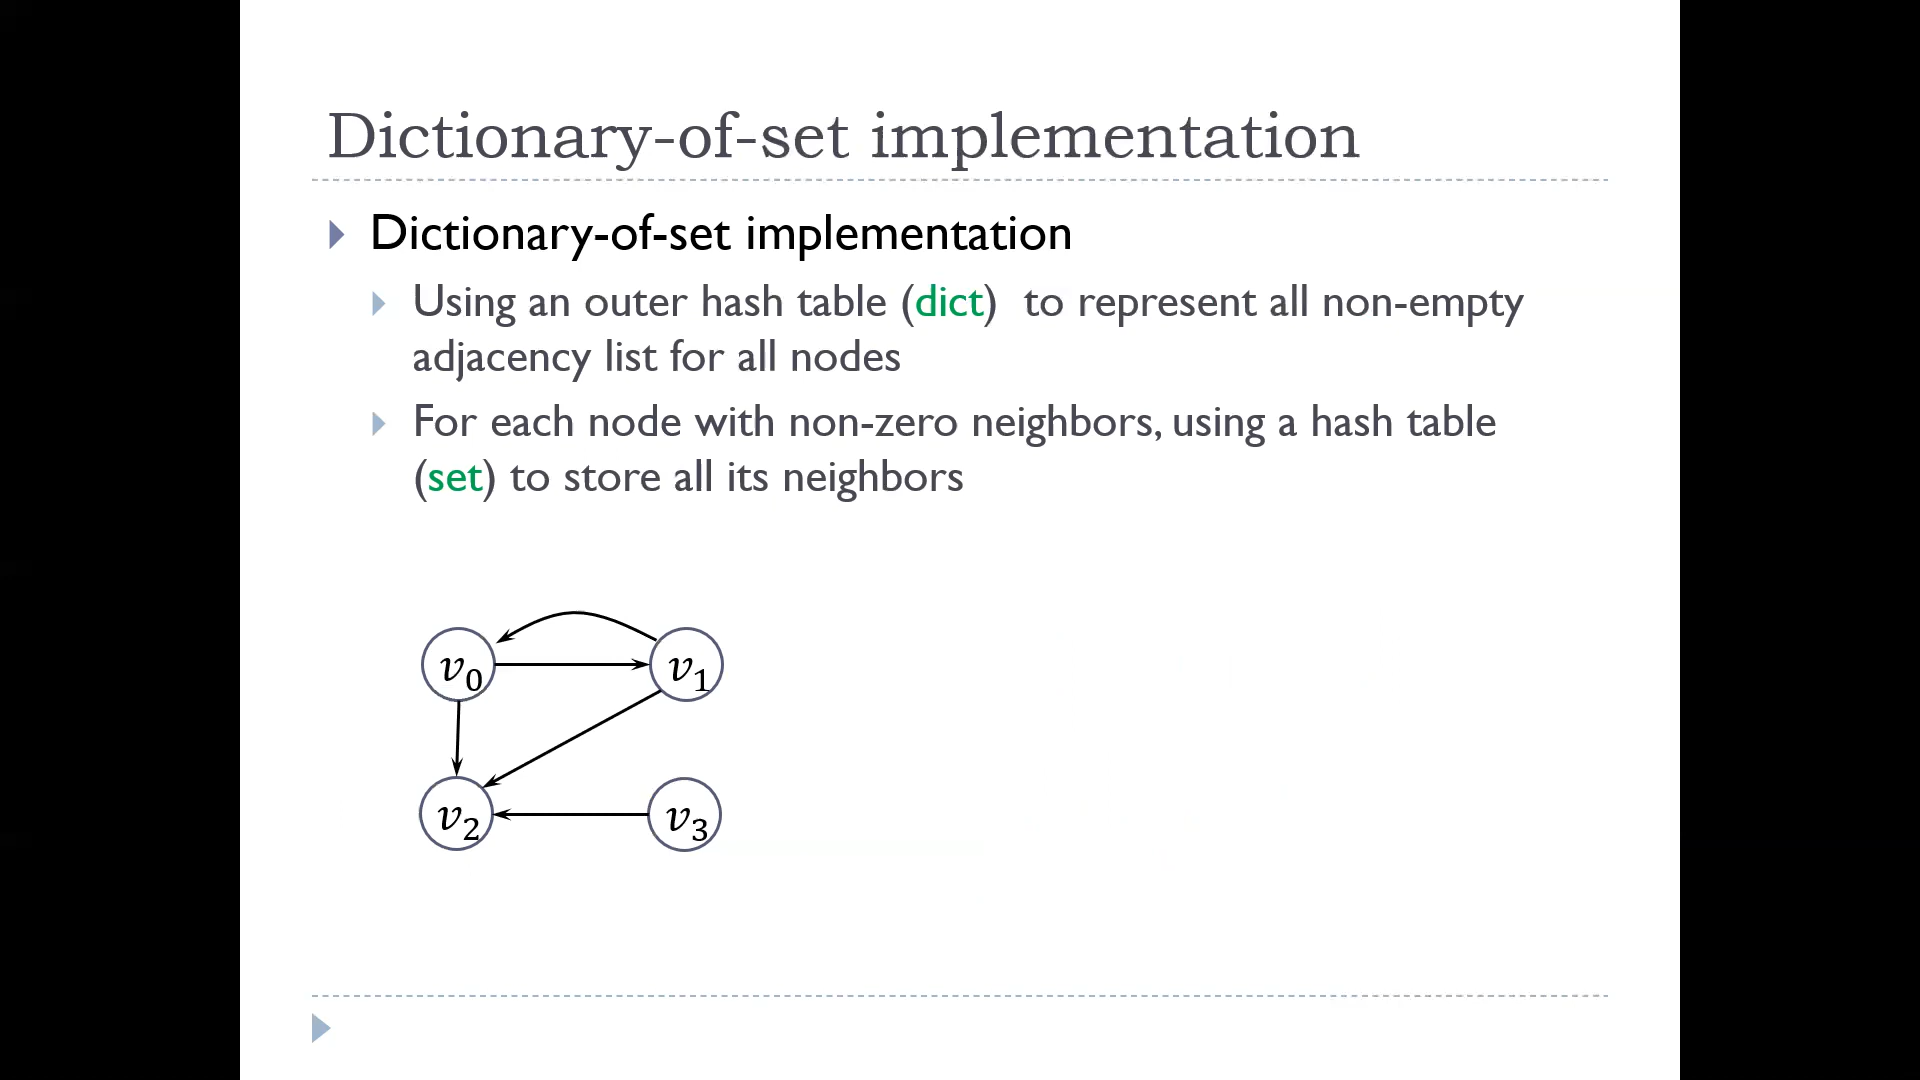 Dictionary-of-set implementation
Dictionary-of-set implementation
Using an outer hash table (dict)  to represent all non-empty
adjacency list for all nodes
For each node with non-zero neighbors, using a hash table
(set) to store all its neighbors
v0 v1
v2 v3